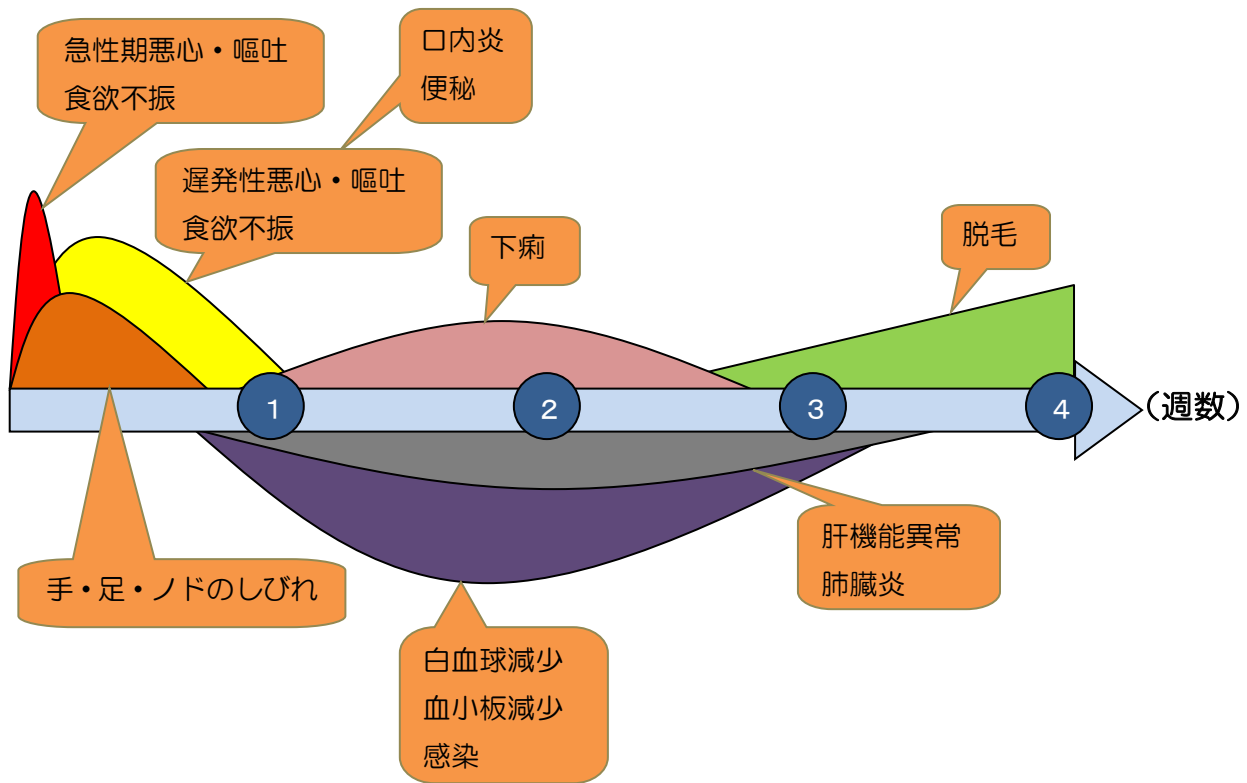 急性期悪心・嘔吐
食欲不振
口内炎
便秘
遅発性悪心・嘔吐
食欲不振
下痢
脱毛
1
2
3
4
(週数)
手・足・ノドのしびれ
肝機能異常
肺臓炎
白血球減少
血小板減少
感染